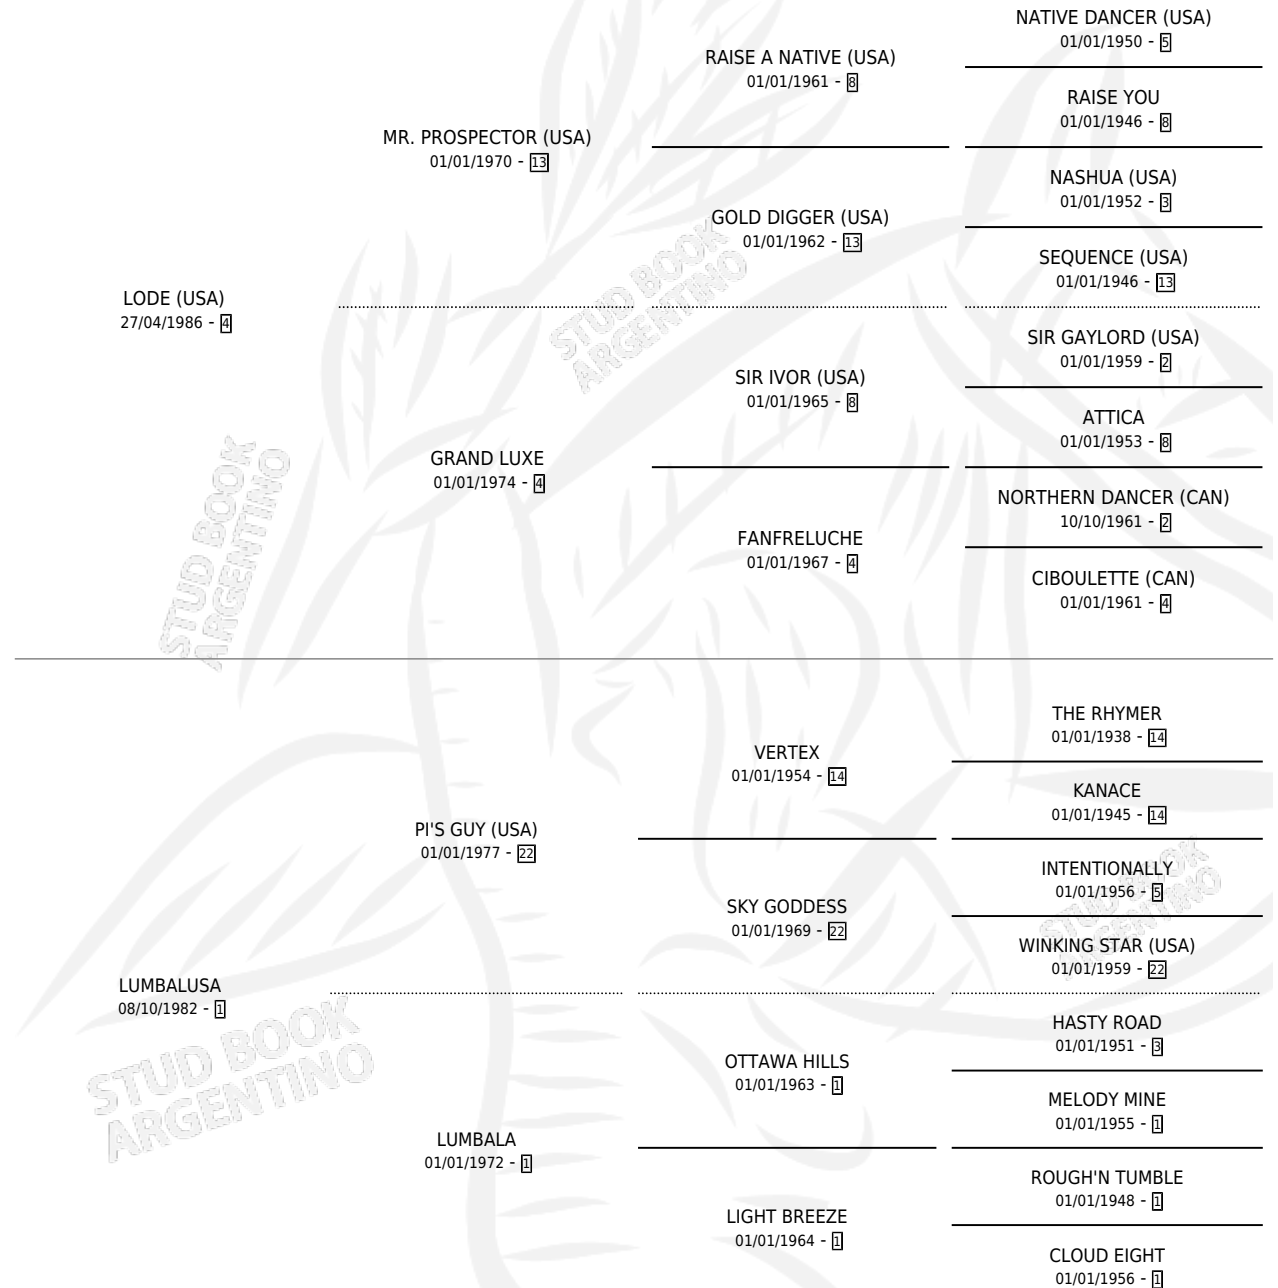 NATIVE DANCER (USA)
01/01/1950 - 5
RAISE A NATIVE (USA)
01/01/1961 - 8
RAISE YOU
01/01/1946 - 8
MR. PROSPECTOR (USA)
01/01/1970 - 13
NASHUA (USA)
01/01/1952 - 3
GOLD DIGGER (USA)
01/01/1962 - 13
SEQUENCE (USA)
01/01/1946 - 13
LODE (USA)
27/04/1986 - 4
STUD BOOK
ARGENTINO
SIR GAYLORD (USA)
01/01/1959 - 2
SIR IVOR (USA)
01/01/1965 - 8
ATTICA
01/01/1953 - 8
GRAND LUXE
01/01/1974 - 4
NORTHERN DANCER (CAN)
10/10/1961 - 2
FANFRELUCHE
01/01/1967 - 4
CIBOULETTE (CAN)
01/01/1961 - 4
STUD BOOK
ARGENTINO
THE RHYMER
01/01/1938 - 14
VERTEX
01/01/1954 - 14
KANACE
01/01/1945 - 14
PI'S GUY (USA)
01/01/1977 - 22
INTENTIONALLY
01/01/1956 - 5
SKY GODDESS
01/01/1969 - 22
STUD BOOK
ARGENTINO
WINKING STAR (USA)
01/01/1959 - 22
LUMBALUSA
08/10/1982 - 1
STUD BOOK
ARGENTINO
HASTY ROAD
01/01/1951 - 3
OTTAWA HILLS
01/01/1963 - 1
MELODY MINE
01/01/1955 - 1
LUMBALA
01/01/1972 - 1
ROUGH'N TUMBLE
01/01/1948 - 1
LIGHT BREEZE
01/01/1964 - 1
CLOUD EIGHT
01/01/1956 - 1